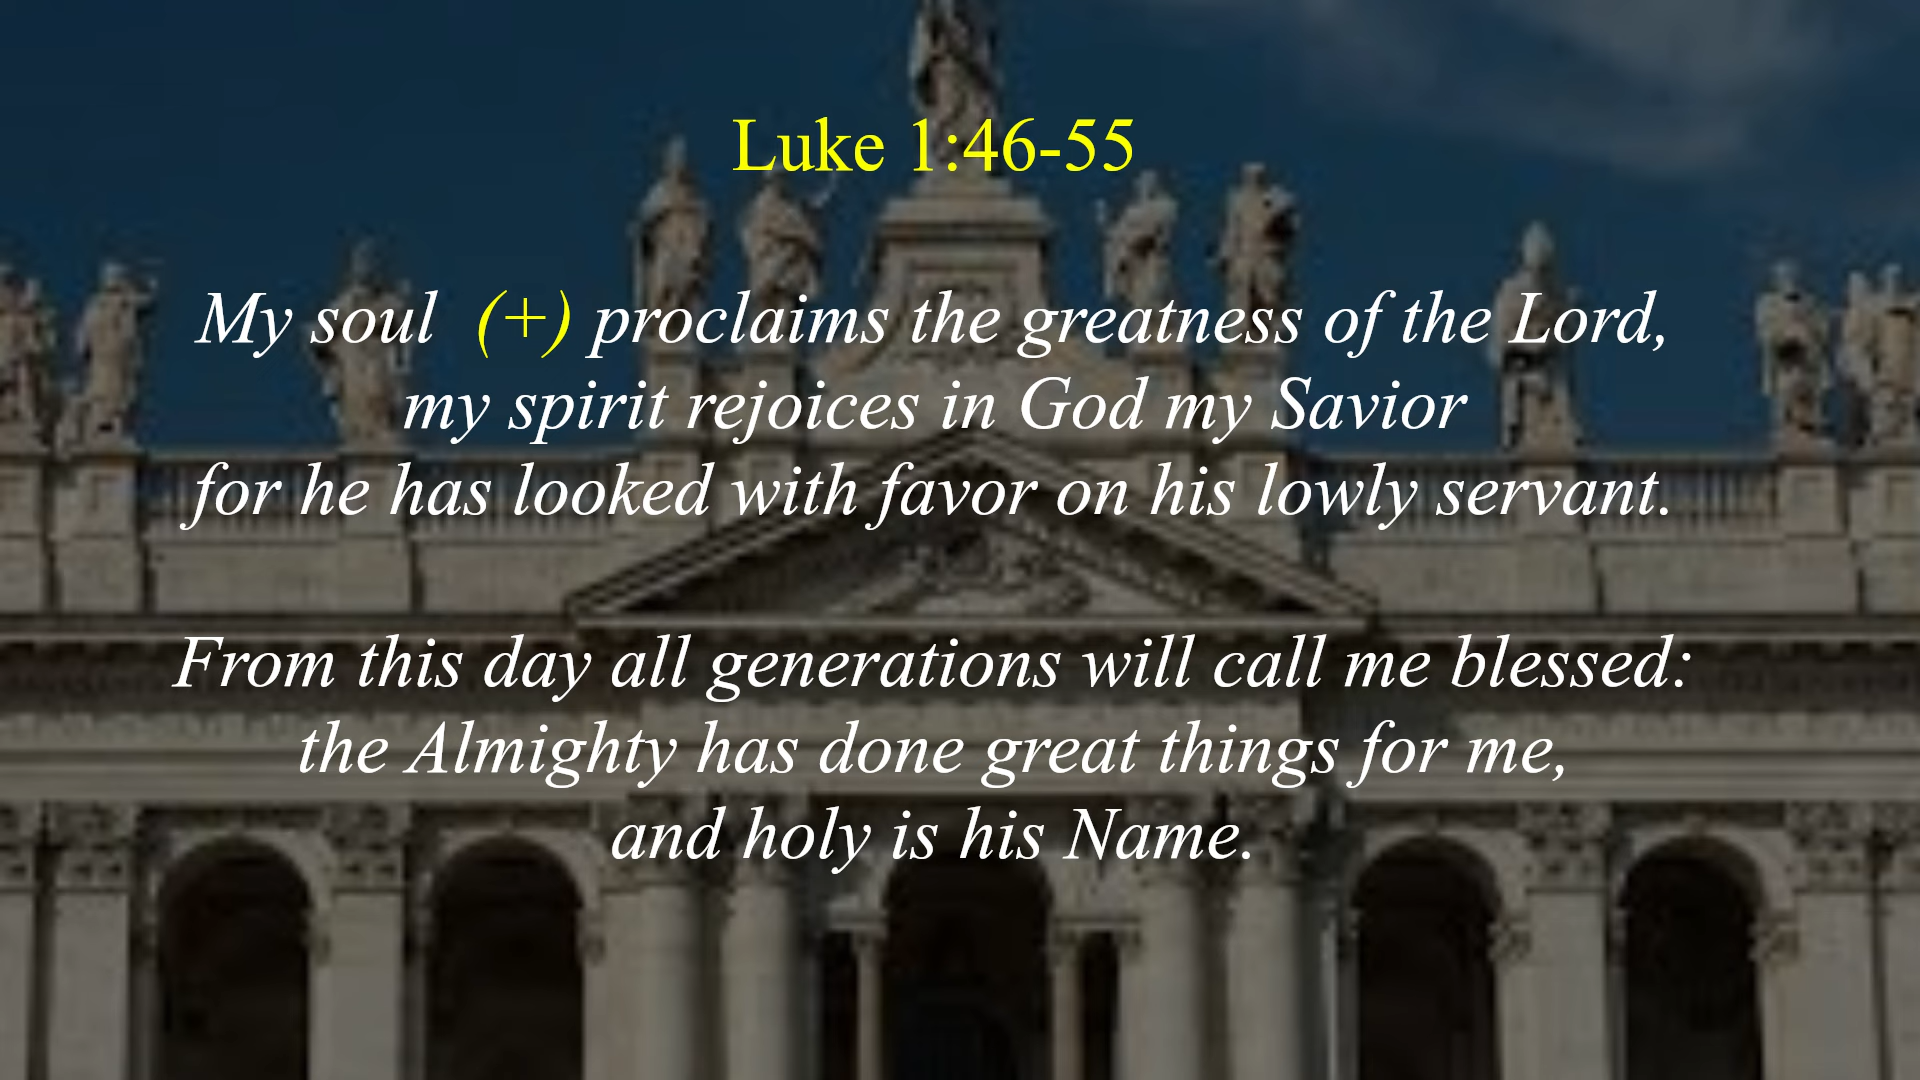 Luke 1:46-55
My soul (+) proclaims the greatness of the Lord,
my spirit rejoices in God my Savior
for he has looked with favor on his lowly servant.
From this day all generations will call me blessed:
the Almighty has done great things for me,
and holy is his Name.